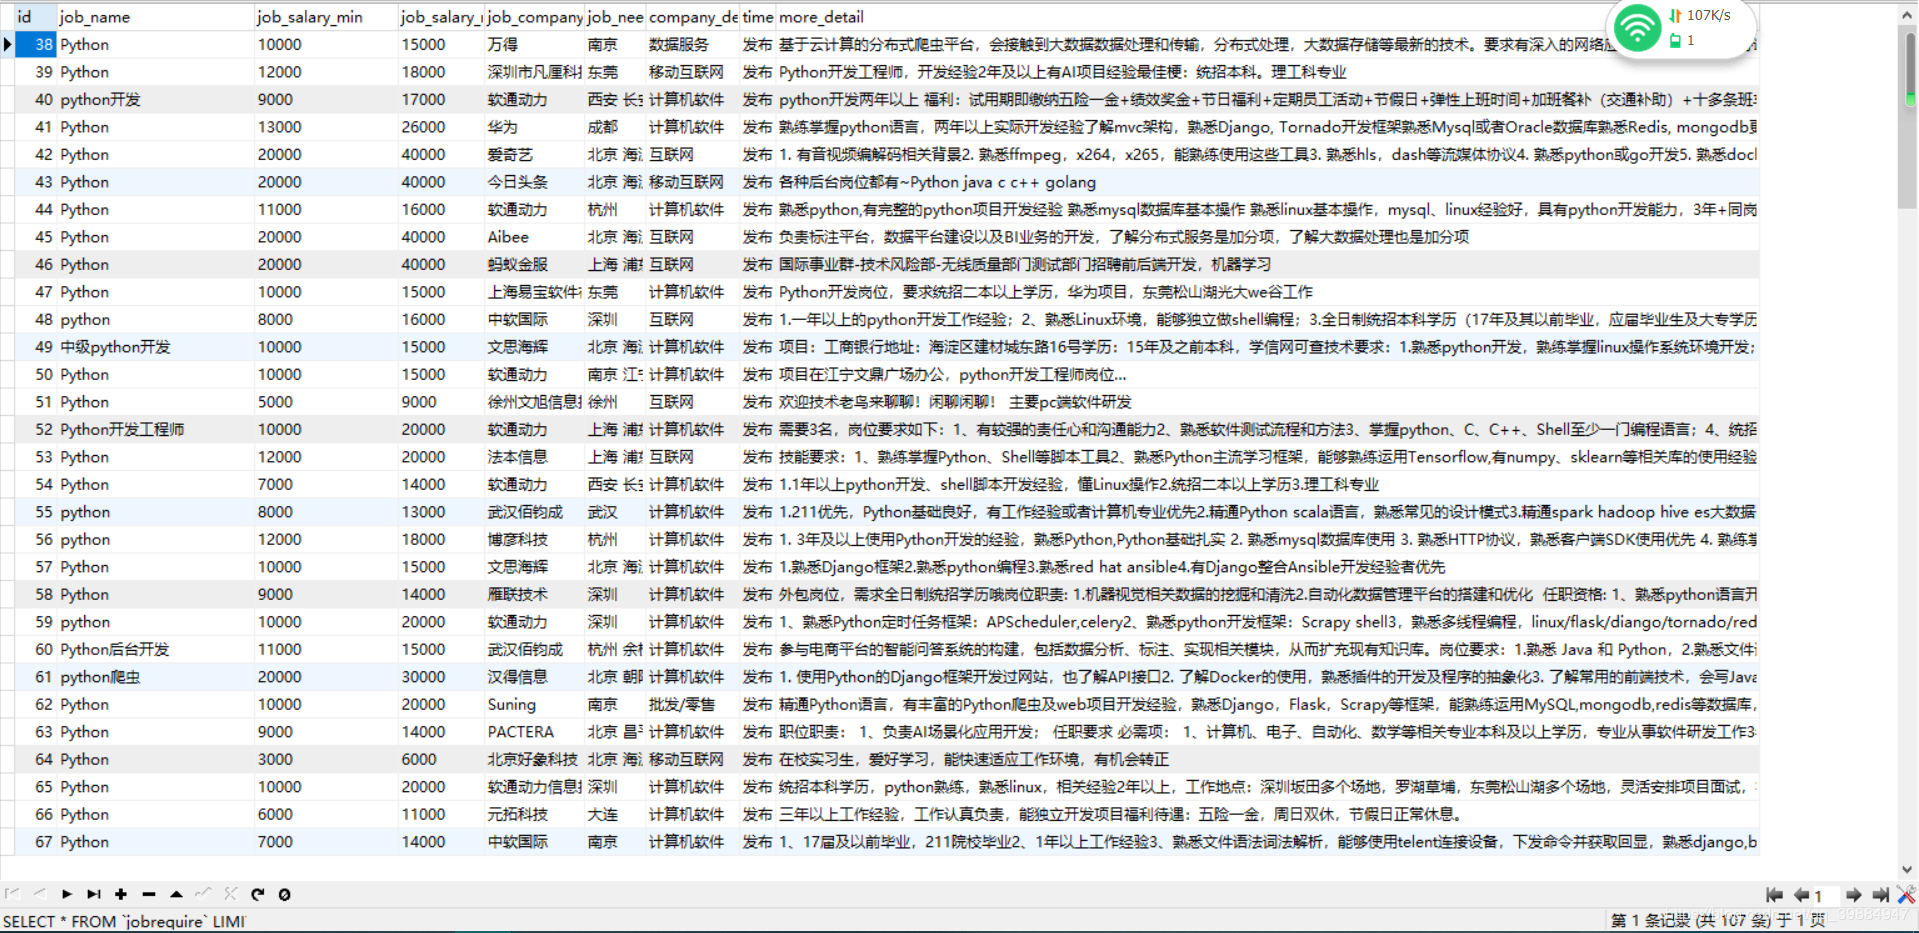 id job_name job_salary_min job_salary_ job_company job_nee company_de time more_detail
107K/s
1
38 Python 10000 15000 万得 南京 数据服务 发布 基于云计算的分布式爬虫平台，会接触到大数据数据处理和传输，分布式处理，大数据存储等最新的技术。要求有深入的网络
39 Python 12000 18000 深圳市凡厘科 东莞 移动互联网 发布 Python开发工程师，开发经验2年及以上有AI项目经验最佳梗：统招本科。理工科专业
40 python开发 9000 17000 软通动力 西安 长 计算机软件 发布 python开发两年以上 福利：试用期即缴纳五险一金+绩效奖金+节日福利+定期员工活动+节假日+弹性上班时间+加班餐补（交通补助）+十多条班
41 Python 13000 26000 华为 成都 计算机软件 发布 熟练掌握python语言，两年以上实际开发经验了解mvc架构，熟悉Django, Tornado开发框架熟悉Mysql或者Oracle数据库熟悉Redis, mongodb
42 Python 20000 40000 爱奇艺 北京 海 互联网 发布 1. 有音视频编解码相关背景2. 熟悉ffmpeg，x264，x265，能熟练使用这些工具3. 熟悉hls，dash等流媒体协议4. 熟悉python或go开发5. 熟悉doc
43 Python 20000 40000 今日头条 北京 海 移动互联网 发布 各种后台岗位都有~Python java c c++ golang
44 Python 11000 16000 软通动力 杭州 计算机软件 发布 熟悉python,有完整的python项目开发经验 熟悉mysql数据库基本操作 熟悉linux基本操作，mysql、linux经验好，具有python开发能力，3年+同岗
45 Python 20000 40000 Aibee 北京 海 互联网 发布 负责标注平台，数据平台建设以及BI业务的开发，了解分布式服务是加分项，了解大数据处理也是加分项
46 Python 20000 40000 蚂蚁金服 上海 浦 互联网 发布 国际事业群-技术风险部-无线质量部门测试部门招聘前后端开发，机器学习
47 Python 10000 15000 上海易宝软件 东莞 计算机软件 发布 Python开发岗位，要求统招二本以上学历，华为项目，东莞松山湖光大we谷工作
48 python 8000 16000 中软国际 深圳 互联网 发布 1.一年以上的python开发工作经验；2、熟悉Linux环境，能够独立做shell编程；3.全日制统招本科学历（17年及其以前毕业，应届毕业生及大专学历
49 中级python开发 10000 15000 文思海辉 北京 海 计算机软件 发布 项目：工商银行地址：海淀区建材城东路16号学历：15年及之前本科，学信网可查技术要求：1.熟悉python开发，熟练掌握linux操作系统环境开发；
50 Python 10000 15000 软通动力 南京 江 计算机软件 发布 项目在江宁文鼎广场办公，python开发工程师岗位...
51 Python 5000 9000 徐州文旭信息 徐州 互联网 发布 欢迎技术老鸟来聊聊！闲聊闲聊！ 主要pc端软件研发
52 Python开发工程师 10000 20000 软通动力 上海 浦 计算机软件 发布 需要3名，岗位要求如下：1、有较强的责任心和沟通能力2、熟悉软件测试流程和方法3、掌握python、C、C++、Shell至少一门编程语言；4、统招
53 Python 12000 20000 法本信息 上海 浦 互联网 发布 技能要求：1、熟练掌握Python、Shell等脚本工具2、熟悉Python主流学习框架，能够熟练运用Tensorflow,有numpy、sklearn等相关库的使用经验
54 Python 7000 14000 软通动力 西安 长 计算机软件 发布 1.1年以上python开发、shell脚本开发经验，懂Linux操作2.统招二本以上学历3.理工科专业
55 python 8000 13000 武汉佰钧成 武汉 计算机软件 发布 1.211优先，Python基础良好，有工作经验或者计算机专业优先2.精通Python scala语言，熟悉常见的设计模式3.精通spark hadoop hive es大数据
56 python 12000 18000 博彦科技 杭州 计算机软件 发布 1. 3年及以上使用Python开发的经验，熟悉Python,Python基础扎实 2. 熟悉mysql数据库使用 3. 熟悉HTTP协议，熟悉客户端SDK使用优先 4. 熟练
57 Python 10000 15000 文思海辉 北京 海 计算机软件 发布 1.熟悉Django框架2.熟悉python编程3.熟悉red hat ansible4.有Django整合Ansible开发经验者优先
58 Python 9000 14000 雁联技术 深圳 计算机软件 发布 外包岗位，需求全日制统招学历哦岗位职责: 1.机器视觉相关数据的挖掘和清洗2.自动化数据管理平台的搭建和优化 任职资格: 1、熟悉python语言开
59 python 10000 20000 软通动力 深圳 计算机软件 发布 1、熟悉Python定时任务框架：APScheduler,celery2、熟悉python开发框架：Scrapy shell3，熟悉多线程编程，linux/flask/diango/tornado/red
60 Python后台开发 11000 15000 武汉佰钧成 杭州 余 计算机软件 发布 参与电商平台的智能问答系统的构建，包括数据分析、标注、实现相关模块，从而扩充现有知识库。岗位要求：1.熟悉 Java 和 Python，2.熟悉文件
61 python爬虫 20000 30000 汉得信息 北京 朝 计算机软件 发布 1. 使用Python的Django框架开发过网站，也了解API接口2. 了解Docker的使用，熟悉插件的开发及程序的抽象化3. 了解常用的前端技术，会写Java
62 Python 10000 20000 Suning 南京 批发/零售 发布 精通Python语言，有丰富的Python爬虫及web项目开发经验，熟悉Django，Flask，Scrapy等框架，能熟练运用MySQL,mongodb,redis等数据库，
63 Python 9000 14000 PACTERA 北京 昌 计算机软件 发布 职位职责： 1、负责AI场景化应用开发； 任职要求 必需项： 1、计算机、电子、自动化、数学等相关专业本科及以上学历，专业从事软件研发工作3
64 Python 3000 6000 北京好象科技 北京 海 移动互联网 发布 在校实习生，爱好学习，能快速适应工作环境，有机会转正
65 Python 10000 20000 软通动力信息 深圳 计算机软件 发布 统招本科学历，python熟练，熟悉linux，相关经验2年以上，工作地点：深圳坂田多个场地，罗湖草埔，东莞松山湖多个场地，灵活安排项目面试，
66 Python 6000 11000 元拓科技 大连 计算机软件 发布 三年以上工作经验，工作认真负责，能独立开发项目福利待遇：五险一金，周日双休，节假日正常休息。
67 Python 7000 14000 中软国际 南京 计算机软件 发布 1、17届及以前毕业，211院校毕业2、1年以上工作经验3、熟悉文件语法词法解析，能够使用telent连接设备，下发命令并获取回显，熟悉django,b
1
SELECT * FROM `jobrequire` LIMI
第 1 条记录 (共 107 条) 于 1 页